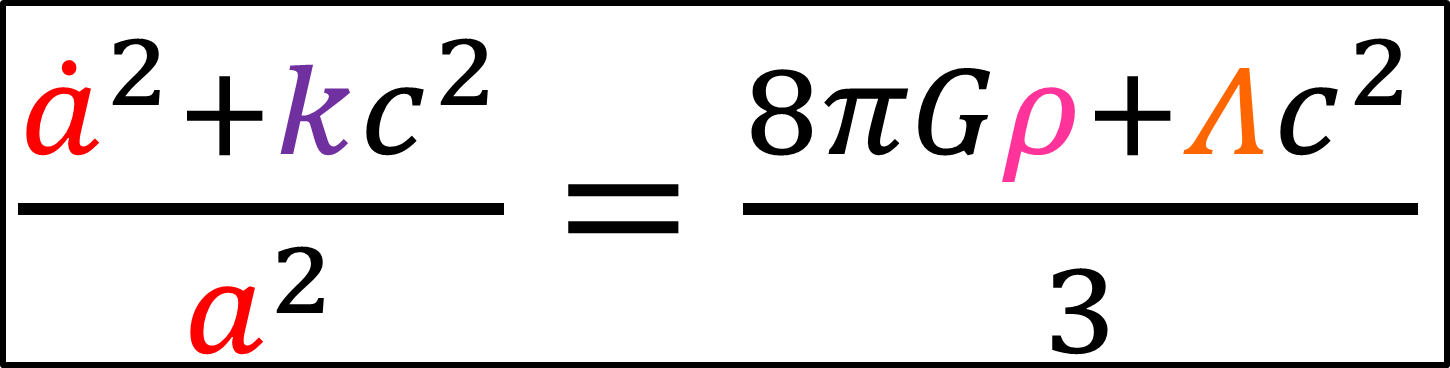 ȧ²+kc² / a² = 8πGρ+Λc² / 3